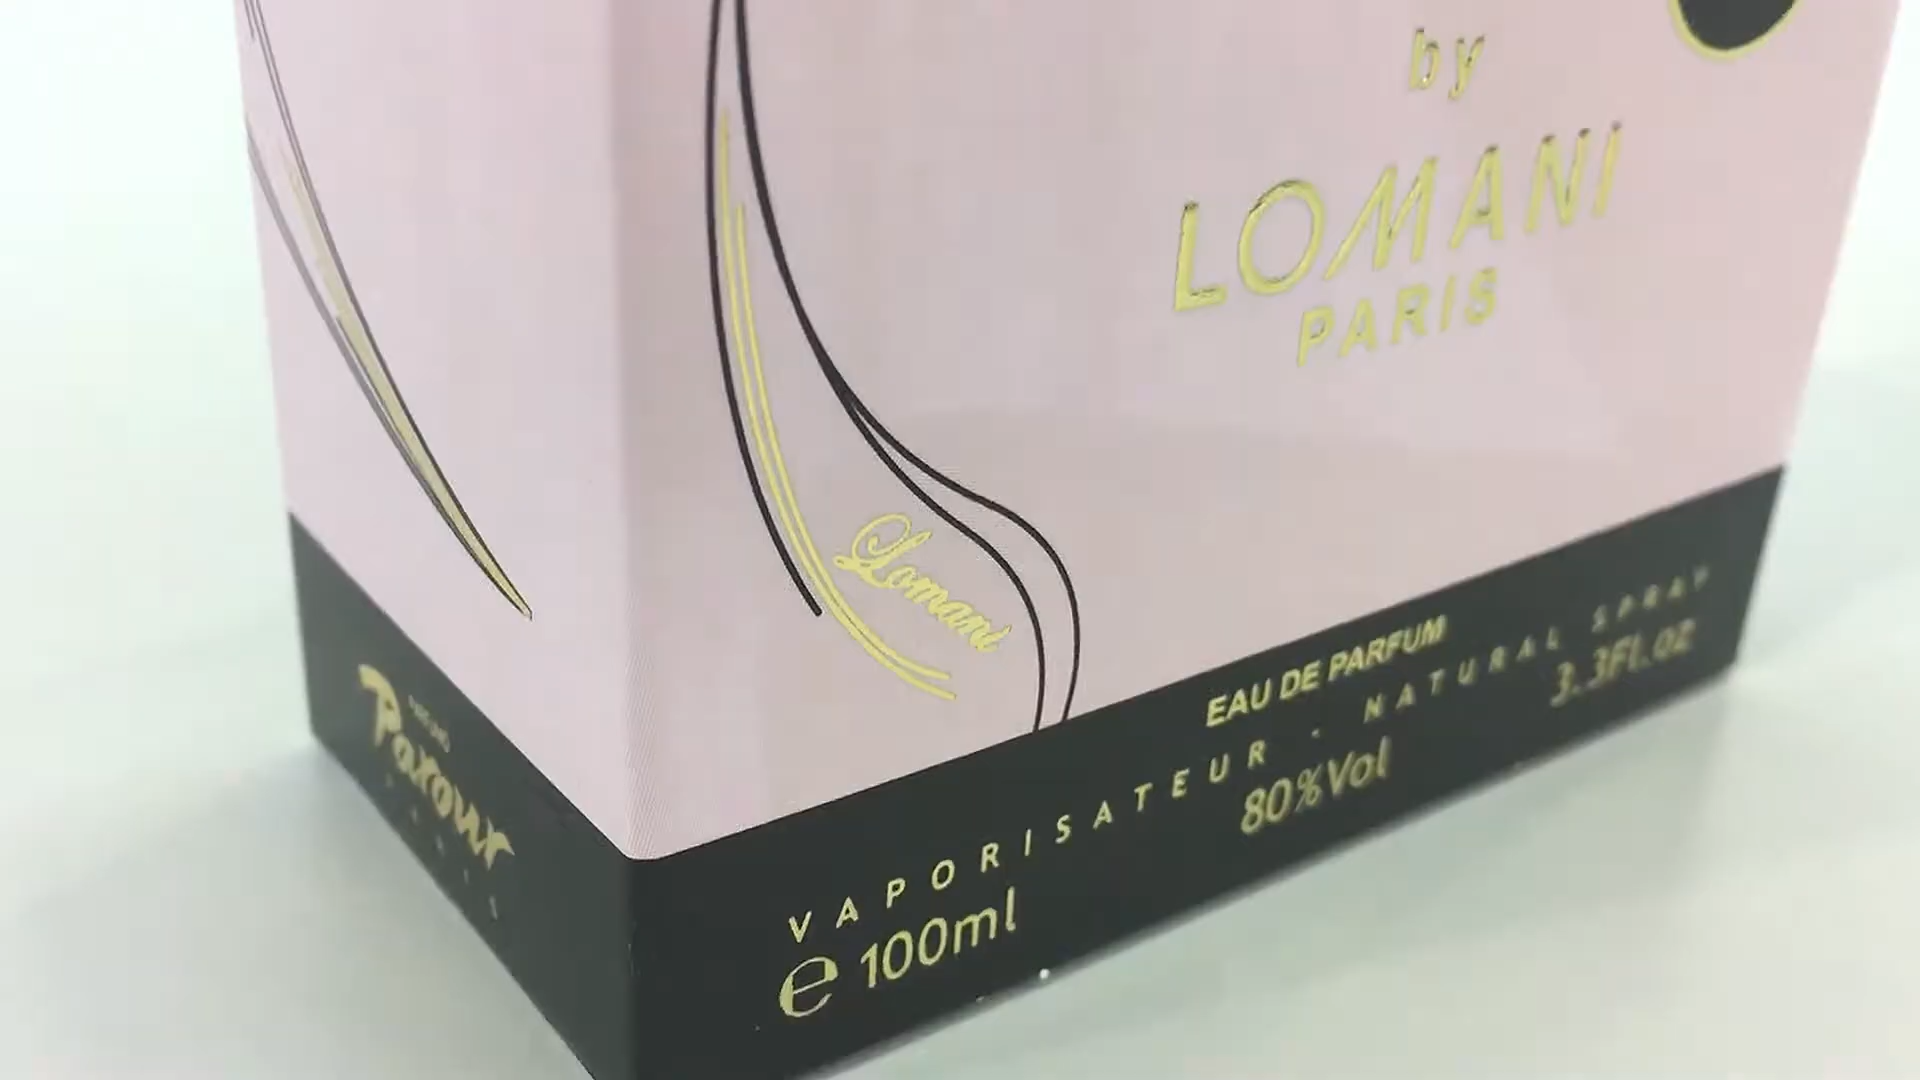 by
LOMANI
PARIS
Lomani
EAU DE PARFUM
VAPORISATEUR · NATURAL SPRAY
℮ 100ml 80%Vol 3.3Fl.oz
Parour